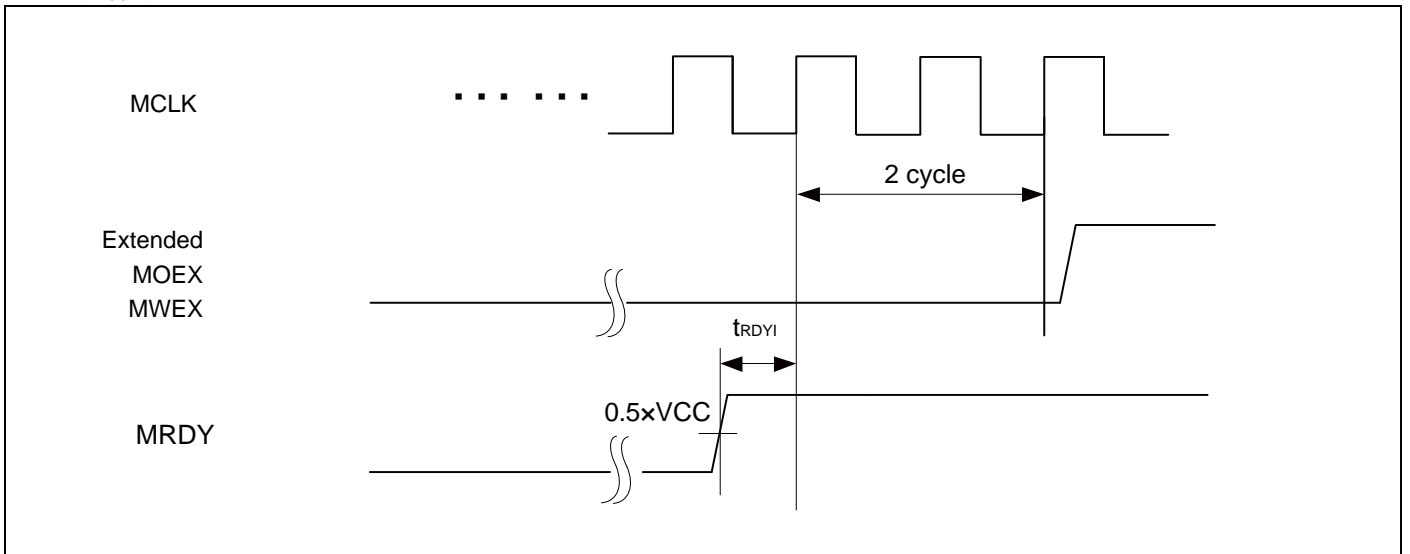 MCLK
... ...
2 cycle
Extended
MOEX
MWEX
tRDYI
0.5×VCC
MRDY